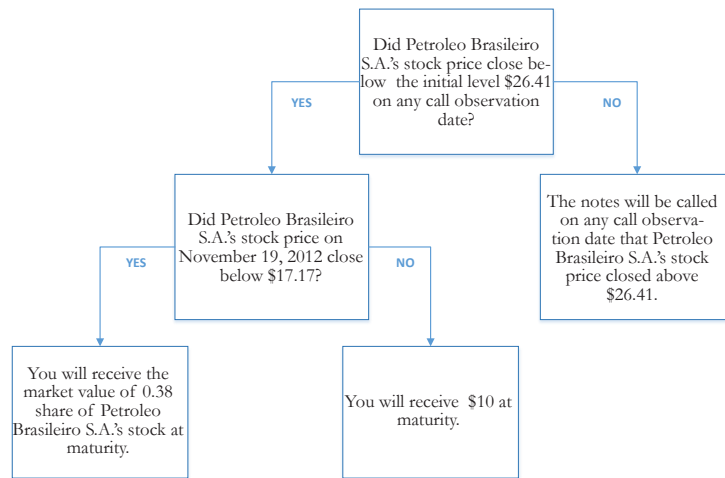 Did Petroleo Brasileiro
S.A.'s stock price close be-
low the initial level $26.41
on any call observation
date?
YES
NO
Did Petroleo Brasileiro
S.A.'s stock price on
November 19, 2012 close
below $17.17?
The notes will be called
on any call observa-
tion date that Petroleo
Brasileiro S.A.'s stock
price closed above
$26.41.
YES
NO
You will receive the
market value of 0.38
share of Petroleo
Brasileiro S.A.'s stock at
maturity.
You will receive $10 at
maturity.